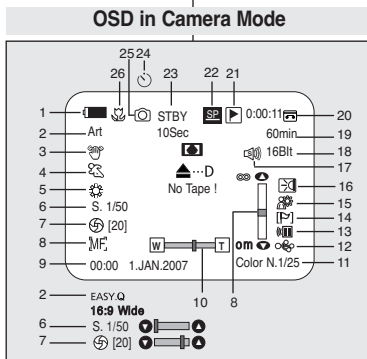 OSD in Camera Mode
25 24
26 23 22 21
1 STBY SP 0:00:11 20
2 Art 10Sec 60min 19
3 16BIt 18
17
4 …D
5 No Tape ! 16
6 S. 1/50 15
7 [20] 14
8 MF. 13
W T om 12
9 00:00 1.JAN.2007 Color N.1/25 11
10 8
2 EASY.Q
16:9 Wide
6 S. 1/50
7 [20]